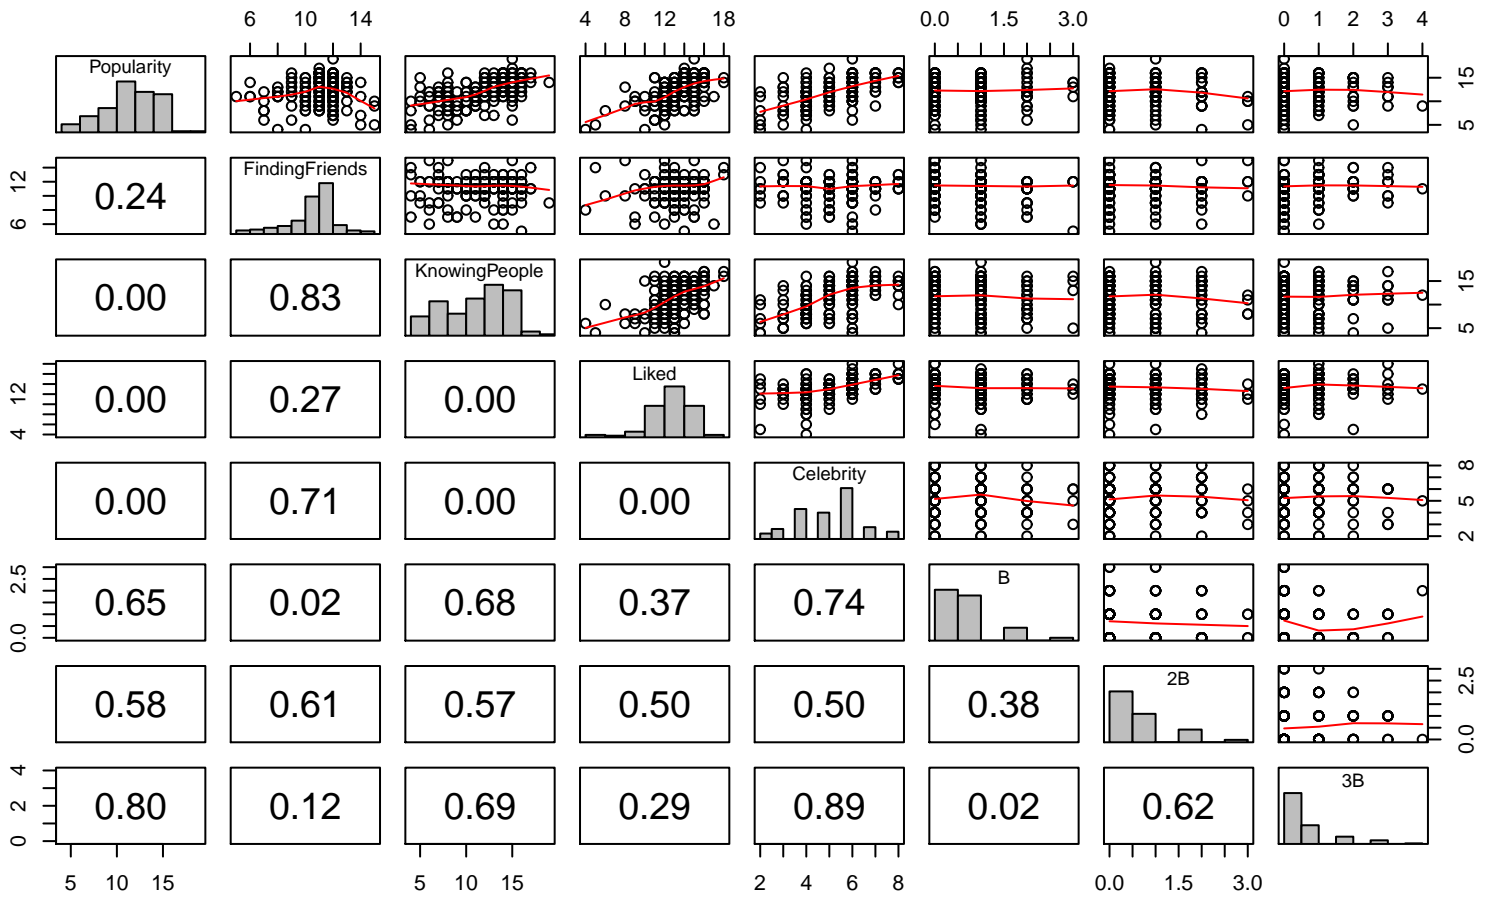 6 10 14 4 8 12 18 0.0 1.5 3.0 0 1 2 3 4
Popularity
5 15
6 12
0.24
FindingFriends
0.00 0.83
KnowingPeople
5 15
4 12
0.00 0.27 0.00
Liked
0.00 0.71 0.00 0.00
Celebrity
2 5 8
0.0 2.5
0.65 0.02 0.68 0.37 0.74
B
0.58 0.61 0.57 0.50 0.50 0.38
2B
0.0 2.5
0 2 4
0.80 0.12 0.69 0.29 0.89 0.02 0.62
3B
5 10 15 5 10 15 2 4 6 8 0.0 1.5 3.0